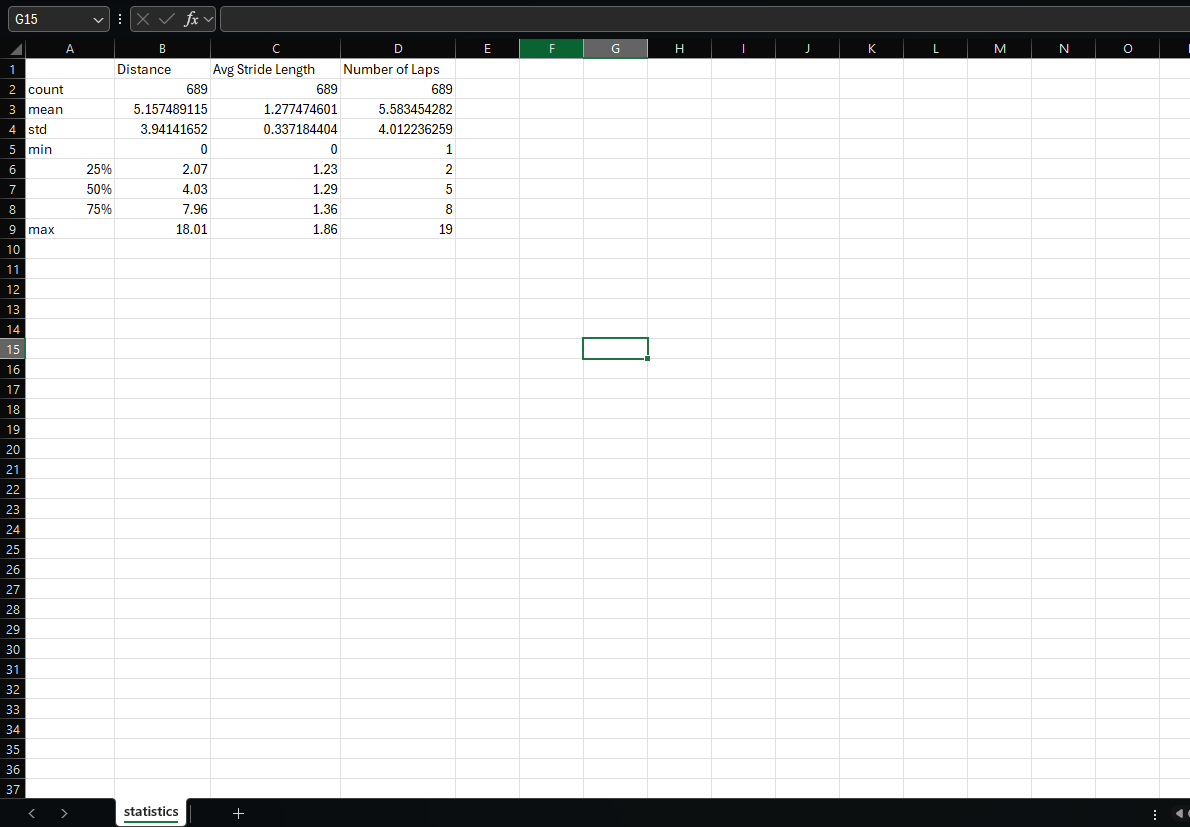 G15 fx
A B C D E F G H I J K L M N O
1 Distance Avg Stride Length Number of Laps
2 count 689 689 689
3 mean 5.157489115 1.277474601 5.583454282
4 std 3.94141652 0.337184404 4.012236259
5 min 0 0 1
6 25% 2.07 1.23 2
7 50% 4.03 1.29 5
8 75% 7.96 1.36 8
9 max 18.01 1.86 19
10
11
12
13
14
15
16
17
18
19
20
21
22
23
24
25
26
27
28
29
30
31
32
33
34
35
36
37
statistics